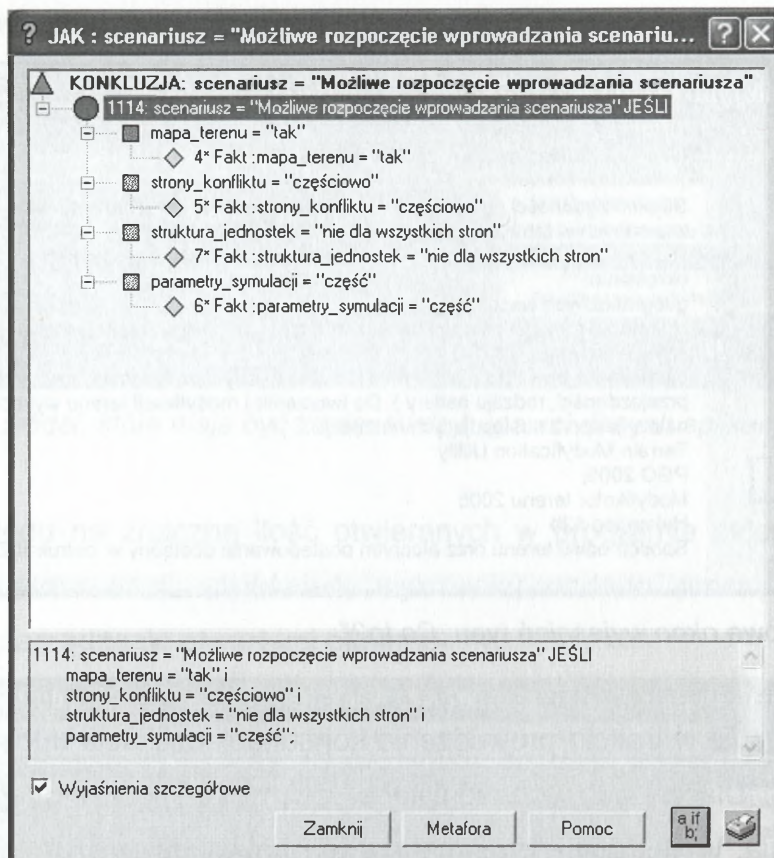 ? JAK : scenariusz = "Możliwe rozpoczęcie wprowadzania scenariu...
KONKLUZJA: scenariusz = "Możliwe rozpoczęcie wprowadzania scenariusza"
1114: scenariusz = "Możliwe rozpoczęcie wprowadzania scenariusza" JEŚLI
mapa_terenu = "tak"
4* Fakt :mapa_terenu = "tak"
strony_konfliktu = "częściowo"
5* Fakt :strony_konfliktu = "częściowo"
struktura_jednostek = "nie dla wszystkich stron"
7* Fakt :struktura_jednostek = "nie dla wszystkich stron"
parametry_symulacji = "część"
6* Fakt :parametry_symulacji = "część"
1114: scenariusz = "Możliwe rozpoczęcie wprowadzania scenariusza" JEŚLI
mapa_terenu = "tak" i
strony_konfliktu = "częściowo" i
struktura_jednostek = "nie dla wszystkich stron" i
parametry_symulacji = "część";
Wyjaśnienia szczegółowe
Zamknij Metafora Pomoc a if b;